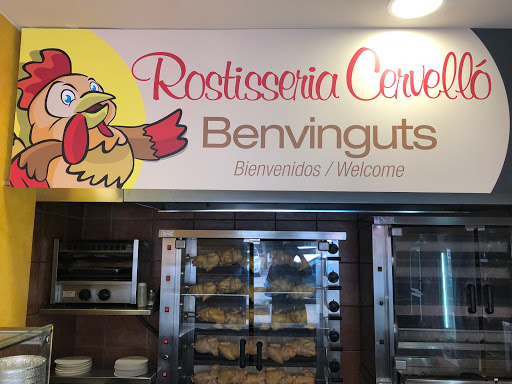 Rostisseria Cervelló
Benvinguts
Bienvenidos / Welcome